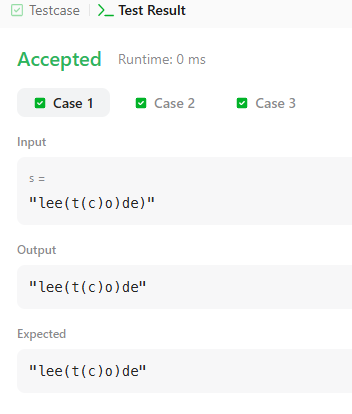 Testcase | Test Result
Accepted Runtime: 0 ms
Case 1 Case 2 Case 3
Input
s =
"lee(t(c)o)de)"
Output
"lee(t(c)o)de"
Expected
"lee(t(c)o)de"